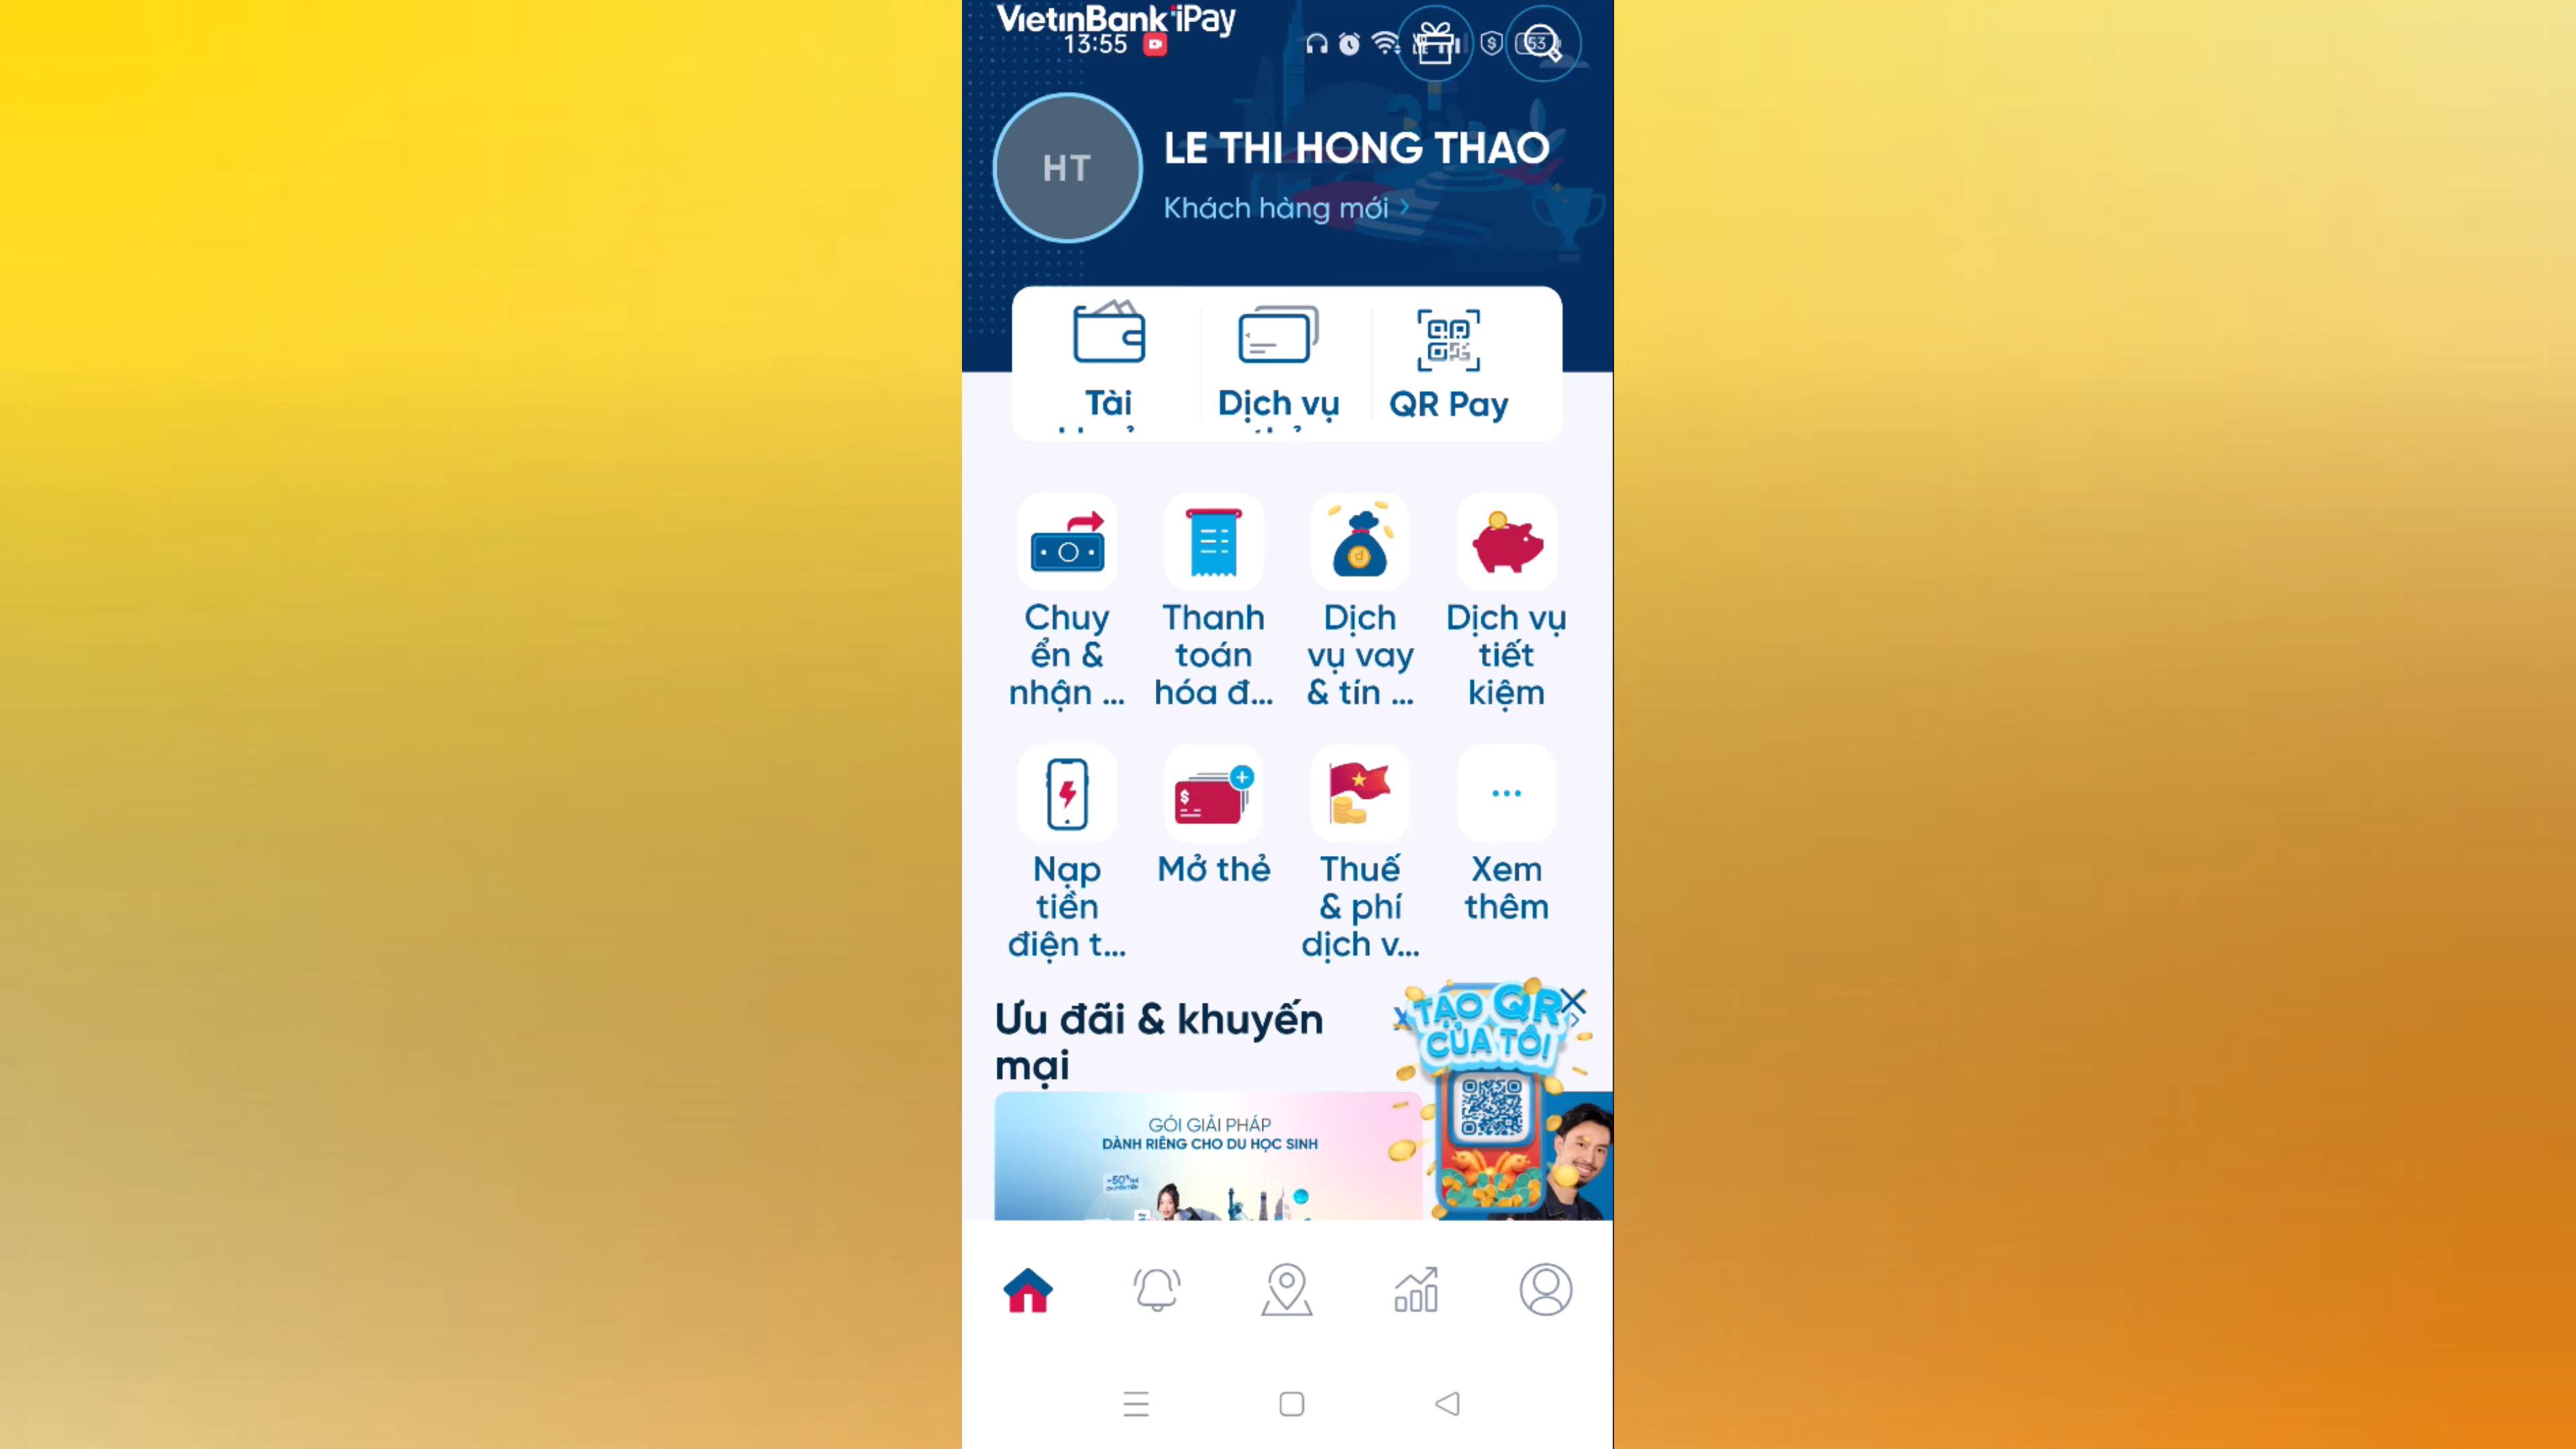 VietinBank iPay
13:55
53
HT
LE THI HONG THAO
Khách hàng mới
Tài
Dịch vụ
QR Pay
Chuy
ển &
nhận ...
Thanh
toán
hóa đ...
Dịch
vụ vay
& tín ...
Dịch vụ
tiết
kiệm
Nạp
tiền
điện t...
Mở thẻ
Thuế
& phí
dịch v...
Xem
thêm
Ưu đãi & khuyến
mại
TẠO QR
CỦA TÔI
GÓI GIẢI PHÁP
DÀNH RIÊNG CHO DU HỌC SINH
-50%